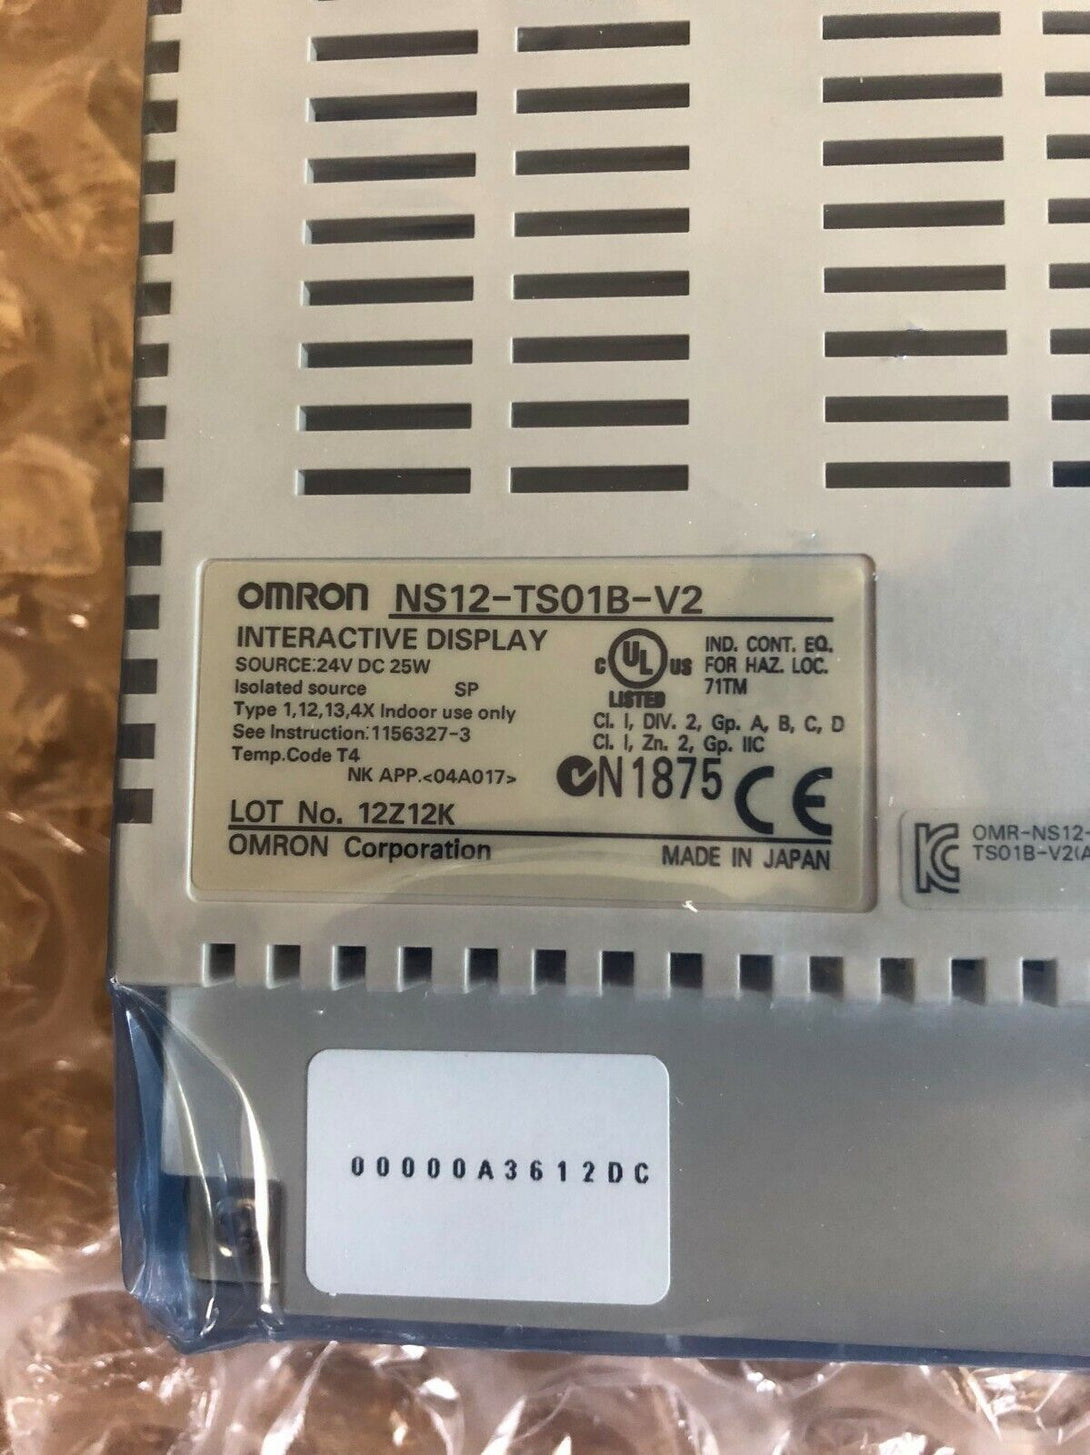 OMRON NS12-TS01B-V2
INTERACTIVE DISPLAY
SOURCE:24V DC 25W
Isolated source SP
Type 1,12,13,4X Indoor use only
See Instruction:1156327-3
Temp.Code T4
NK APP.<04A017>
C UL US
LISTED
IND. CONT. EQ.
FOR HAZ. LOC.
71TM
Cl. I, DIV. 2, Gp. A, B, C, D
Cl. I, Zn. 2, Gp. IIC
N1875 CE
LOT No. 12Z12K
OMRON Corporation
MADE IN JAPAN
KC
OMR-NS12-
TS01B-V2(A
00000A3612DC